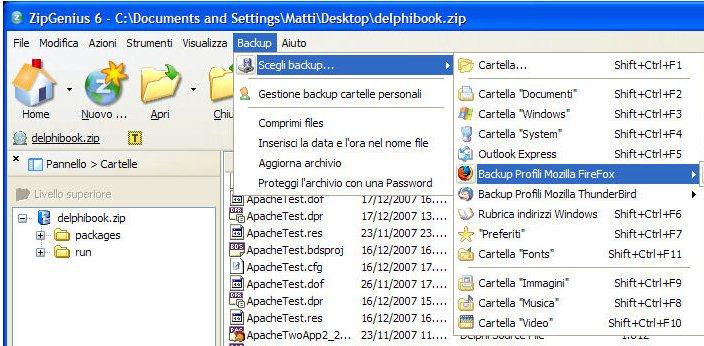 ZipGenius 6 - C:\Documents and Settings\Matti\Desktop\delphibook.zip
File Modifica Azioni Strumenti Visualizza Backup Aiuto
Home Nuovo ... Apri
delphibook.zip T
Pannello > Cartelle
Livello superiore
delphibook.zip
packages
run
Scegli backup...
Gestione backup cartelle personali
Comprimi files
Inserisci la data e l'ora nel nome file
Aggiorna archivio
Proteggi l'archivio con una Password
Cartella... Shift+Ctrl+F1
Cartella "Documenti" Shift+Ctrl+F2
Cartella "Windows" Shift+Ctrl+F3
Cartella "System" Shift+Ctrl+F4
Outlook Express Shift+Ctrl+F5
Backup Profili Mozilla FireFox
Backup Profili Mozilla ThunderBird
Rubrica indirizzi Windows Shift+Ctrl+F6
"Preferiti" Shift+Ctrl+F7
Cartella "Fonts" Shift+Ctrl+F11
Cartella "Immagini" Shift+Ctrl+F9
Cartella "Musica" Shift+Ctrl+F8
Cartella "Video" Shift+Ctrl+F10
ApacheTest.dof 17/12/2007 16....
ApacheTest.dpr 17/12/2007 13....
ApacheTest.res 23/11/2007 23....
ApacheTest.bdsproj 16/12/2007 16....
ApacheTest.cfg 16/12/2007 16....
ApacheTest.dof 16/12/2007 16....
ApacheTest.dpr 16/12/2007 15....
ApacheTest.res 16/12/2007 16....
ApacheTwoApp2_2... 23/11/2007 11....